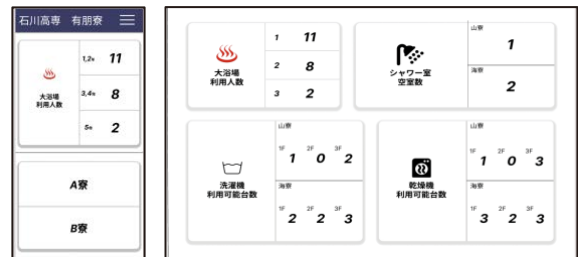 石川高専 有朋寮
大浴場
利用人数
1,2年 11
3,4年 8
5年 2
A寮
B寮
大浴場
利用人数
1 11
2 8
3 2
シャワー室
空室数
山寮
1
海寮
2
洗濯機
利用可能台数
山寮
1F 2F 3F
1 0 2
海寮
1F 2F 3F
2 2 3
乾燥機
利用可能台数
山寮
1F 2F 3F
1 0 3
海寮
1F 2F 3F
3 2 3